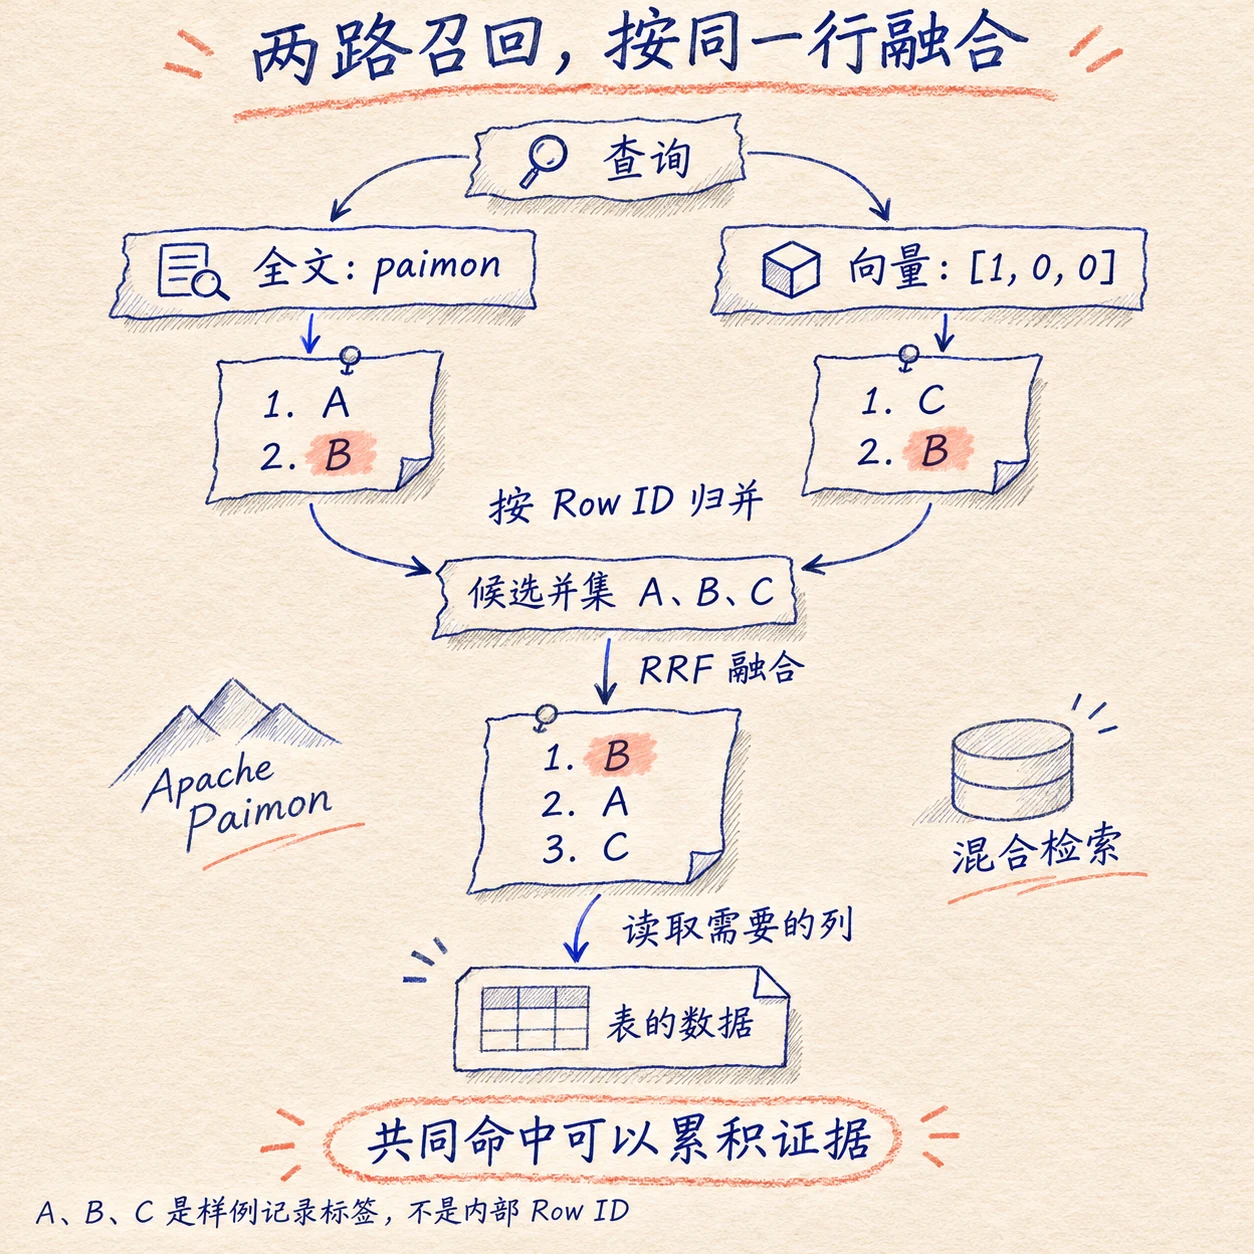 两路召回，按同一行融合
查询
全文：paimon
向量：[1, 0, 0]
1. A
2. B
1. C
2. B
按 Row ID 归并
候选并集 A、B、C
RRF 融合
1. B
2. A
3. C
Apache
Paimon
混合检索
读取需要的列
表的数据
共同命中可以累积证据
A、B、C 是样例记录标签，不是内部 Row ID